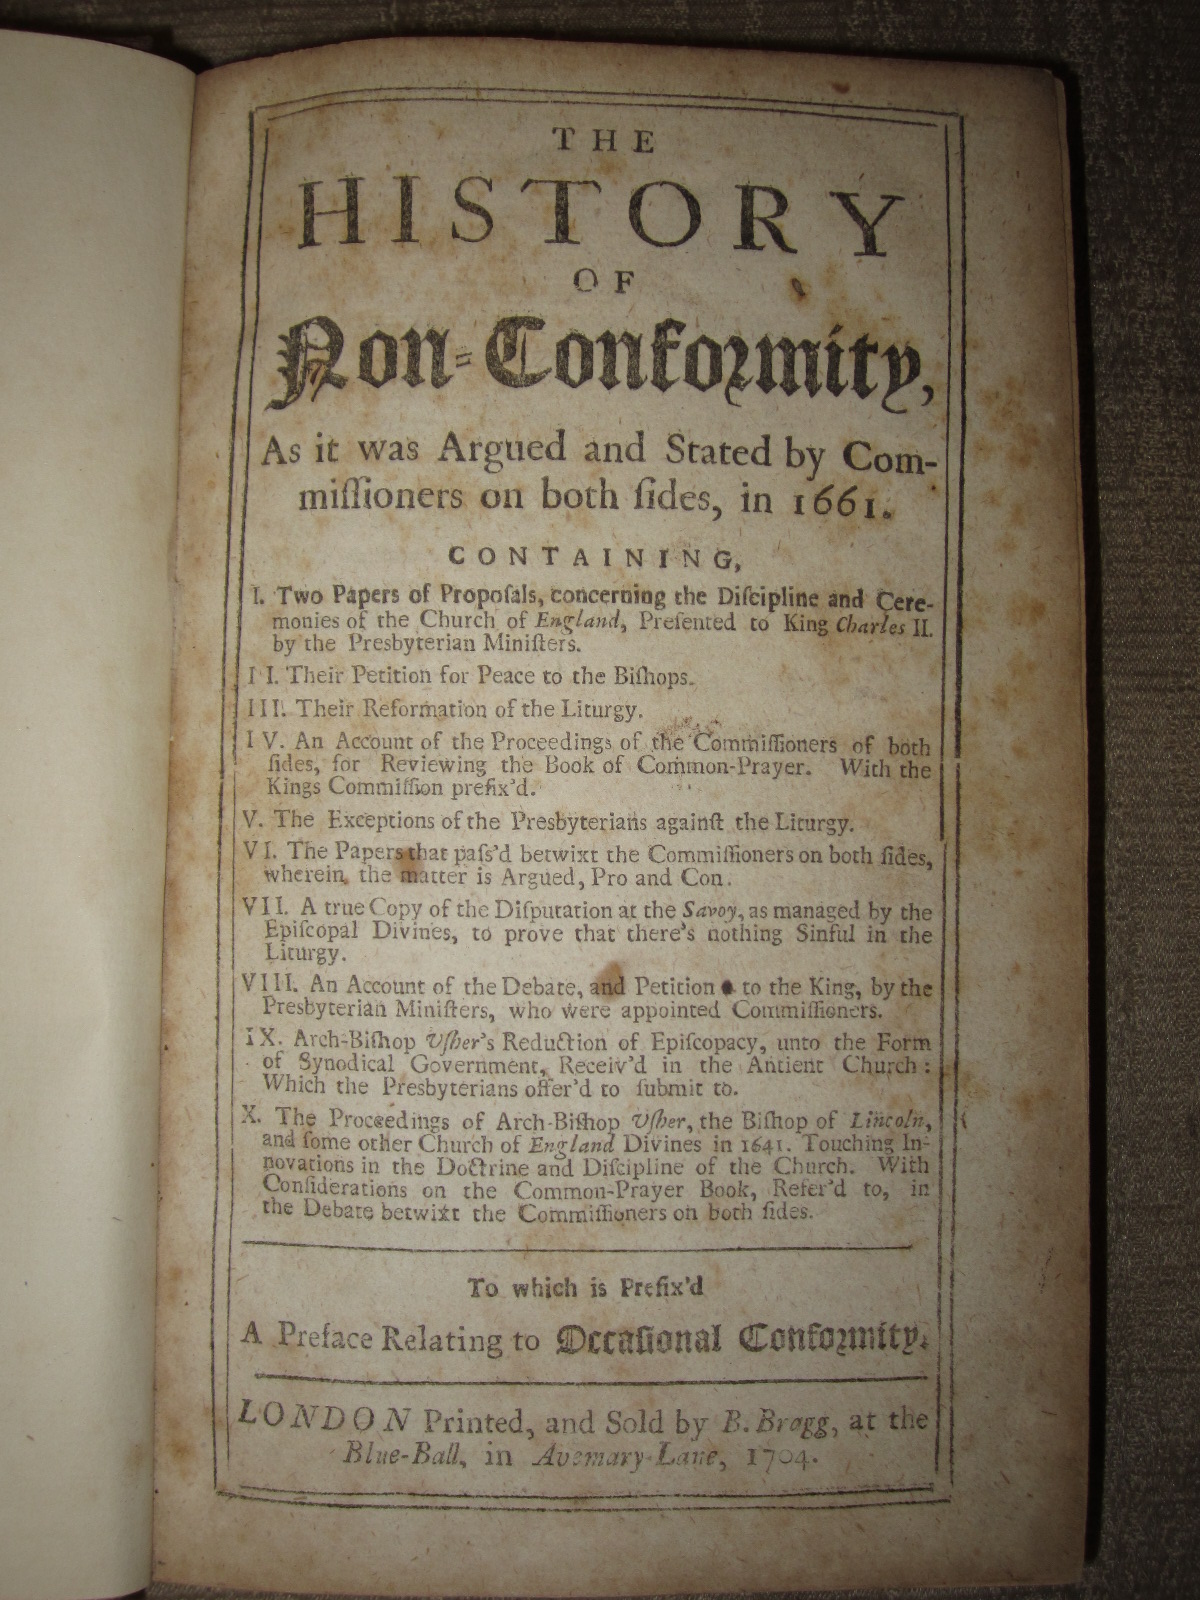 THE
HISTORY
OF
Non-Conformity,
As it was Argued and Stated by Com-
miſſioners on both ſides, in 1661.
CONTAINING,
I. Two Papers of Propoſals, concerning the Diſcipline and Cere-
monies of the Church of England, Preſented to King Charles II.
by the Presbyterian Miniſters.
II. Their Petition for Peace to the Biſhops.
III. Their Reformation of the Liturgy.
IV. An Account of the Proceedings of the Commiſſioners of both
ſides, for Reviewing the Book of Common-Prayer. With the
Kings Commiſſion prefix'd.
V. The Exceptions of the Presbyterians againſt the Liturgy.
VI. The Papers that paſs'd betwixt the Commiſſioners on both ſides,
wherein the matter is Argued, Pro and Con.
VII. A true Copy of the Diſputation at the Savoy, as managed by the
Epiſcopal Divines, to prove that there's nothing Sinful in the
Liturgy.
VIII. An Account of the Debate, and Petition to the King, by the
Presbyterian Miniſters, who were appointed Commiſſioners.
IX. Arch-Biſhop Uſher's Reduction of Epiſcopacy, unto the Form
of Synodical Government, Receiv'd in the Antient Church:
Which the Presbyterians offer'd to ſubmit to.
X. The Proceedings of Arch-Biſhop Uſher, the Biſhop of Lincoln,
and ſome other Church of England Divines in 1641. Touching In-
novations in the Doctrine and Diſcipline of the Church. With
Conſiderations on the Common-Prayer Book, Refer'd to, in
the Debate betwixt the Commiſſioners on both ſides.
To which is Prefix'd
A Preface Relating to Occaſional Conformity.
LONDON Printed, and Sold by B. Bragg, at the
Blue-Ball, in Avemary-Lane, 1704.